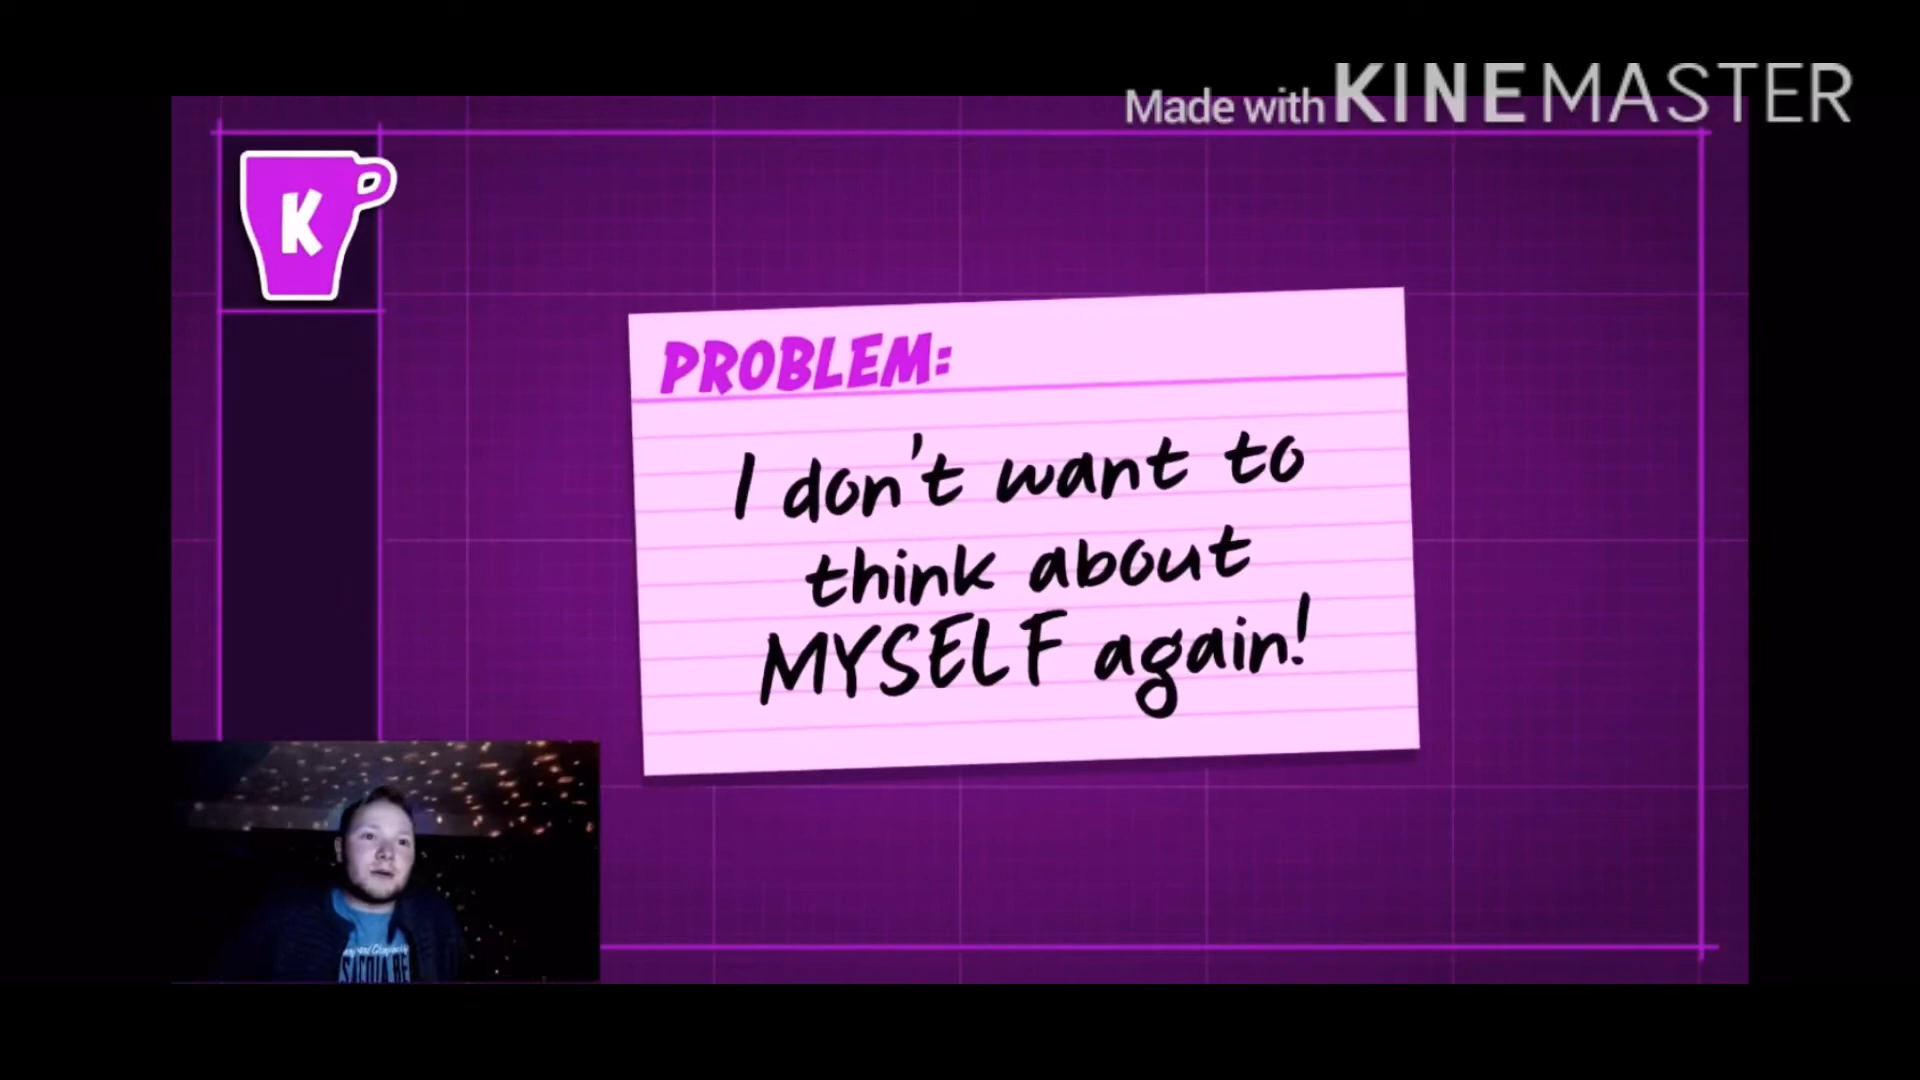 Made with KINEMASTER
K
PROBLEM:
I don't want to
think about
MYSELF again!